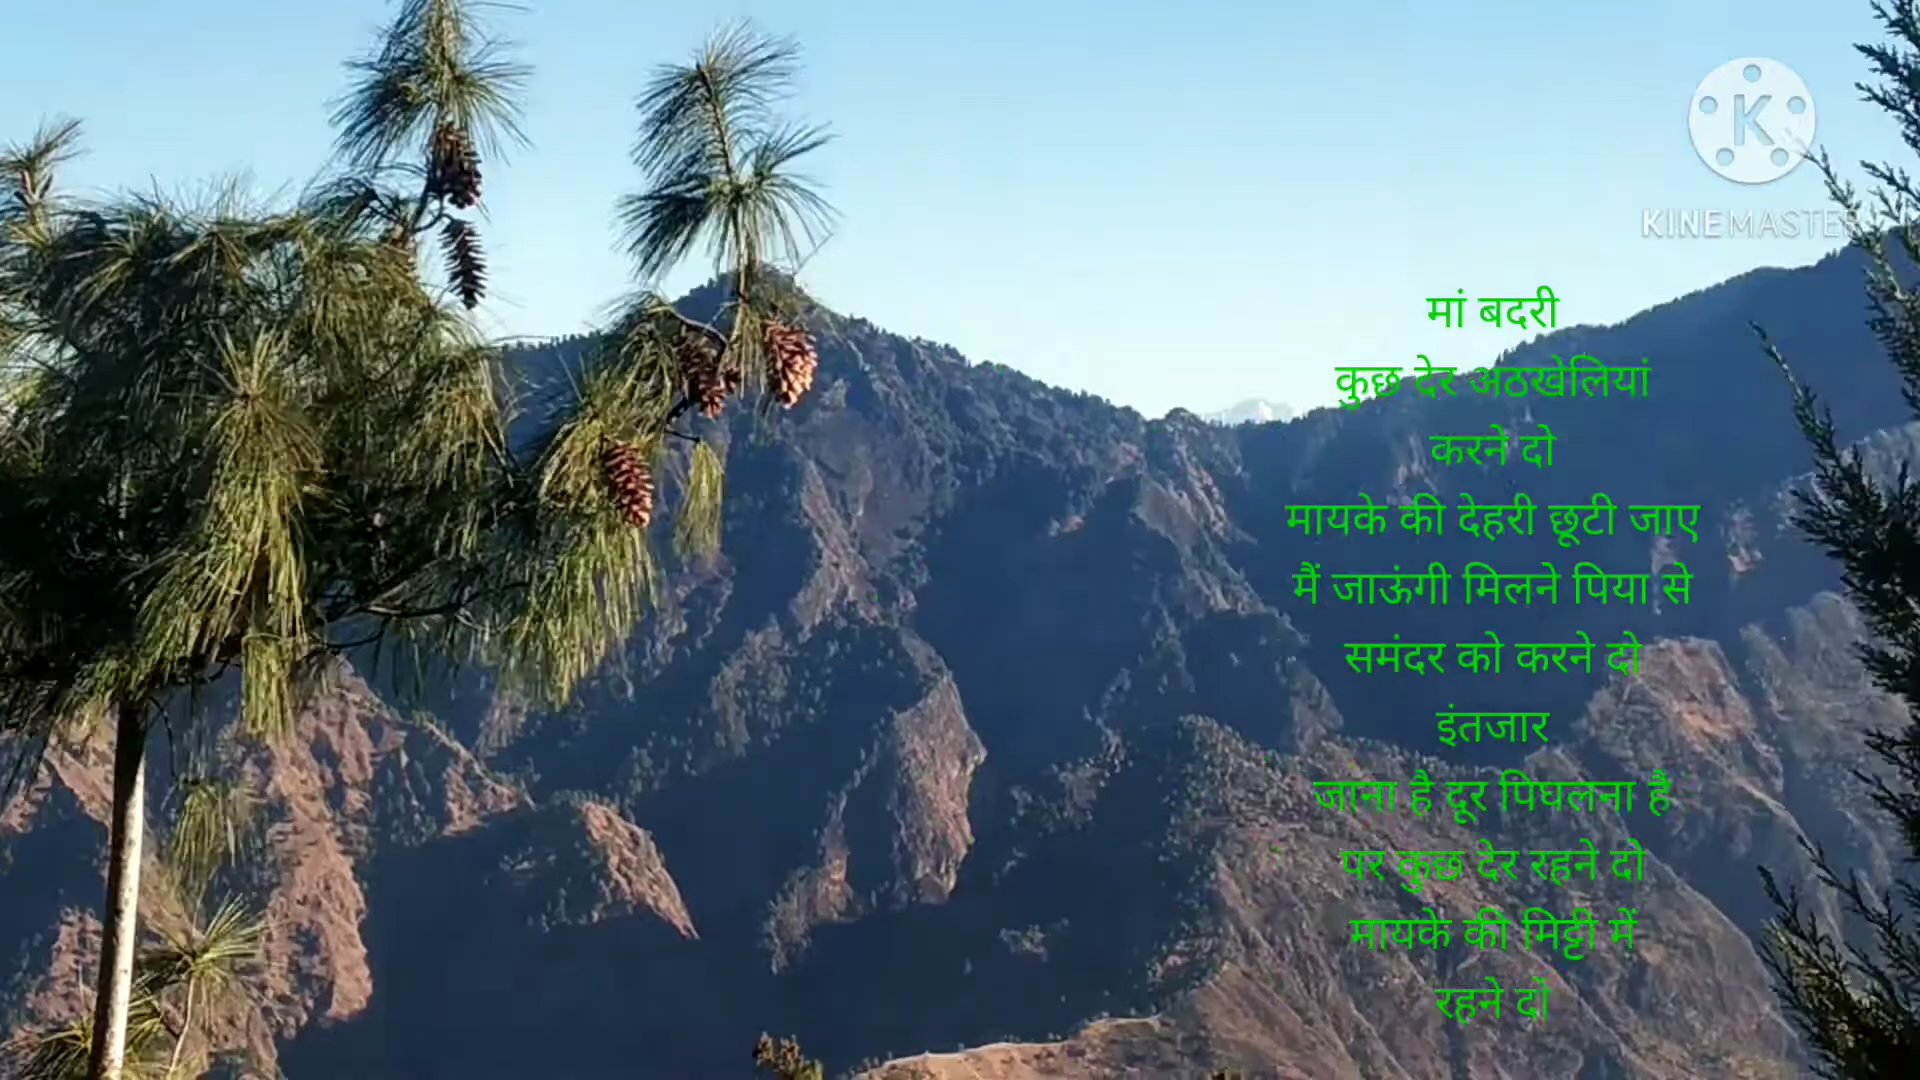 KINEMASTER
मां बदरी
कुछ देर अठखेलियां
करने दो
मायके की देहरी छूटी जाए
मैं जाऊंगी मिलने पिया से
समंदर को करने दो
इंतजार
जाना है दूर पिघलना है
पर कुछ देर रहने दो
मायके की मिट्टी में
रहने दो